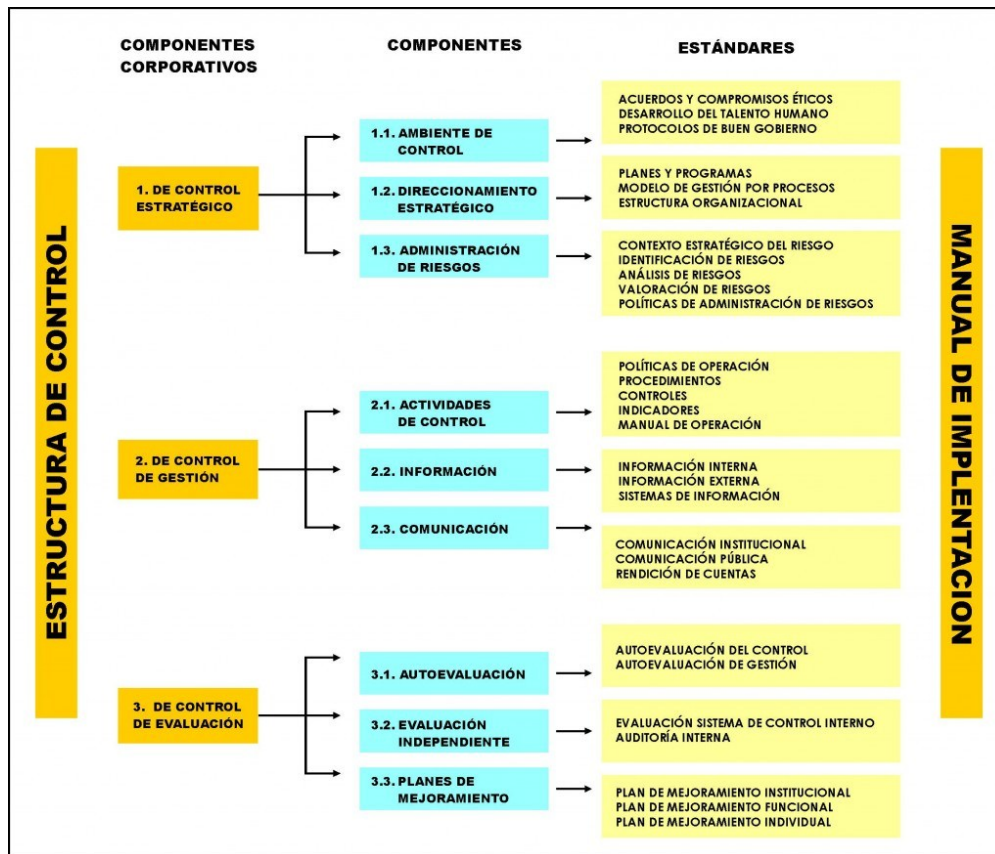 COMPONENTES
CORPORATIVOS
COMPONENTES
ESTÁNDARES
ESTRUCTURA DE CONTROL
1. DE CONTROL
ESTRATÉGICO
1.1. AMBIENTE DE
CONTROL
ACUERDOS Y COMPROMISOS ÉTICOS
DESARROLLO DEL TALENTO HUMANO
PROTOCOLOS DE BUEN GOBIERNO
1.2. DIRECCIONAMIENTO
ESTRATÉGICO
PLANES Y PROGRAMAS
MODELO DE GESTIÓN POR PROCESOS
ESTRUCTURA ORGANIZACIONAL
1.3. ADMINISTRACIÓN
DE RIESGOS
CONTEXTO ESTRATÉGICO DEL RIESGO
IDENTIFICACIÓN DE RIESGOS
ANÁLISIS DE RIESGOS
VALORACIÓN DE RIESGOS
POLÍTICAS DE ADMINISTRACIÓN DE RIESGOS
2. DE CONTROL
DE GESTIÓN
2.1. ACTIVIDADES
DE CONTROL
POLÍTICAS DE OPERACIÓN
PROCEDIMIENTOS
CONTROLES
INDICADORES
MANUAL DE OPERACIÓN
2.2. INFORMACIÓN
INFORMACIÓN INTERNA
INFORMACIÓN EXTERNA
SISTEMAS DE INFORMACIÓN
2.3. COMUNICACIÓN
COMUNICACIÓN INSTITUCIONAL
COMUNICACIÓN PÚBLICA
RENDICIÓN DE CUENTAS
3. DE CONTROL
DE EVALUACIÓN
3.1. AUTOEVALUACIÓN
AUTOEVALUACIÓN DEL CONTROL
AUTOEVALUACIÓN DE GESTIÓN
3.2. EVALUACIÓN
INDEPENDIENTE
EVALUACIÓN SISTEMA DE CONTROL INTERNO
AUDITORÍA INTERNA
3.3. PLANES DE
MEJORAMIENTO
PLAN DE MEJORAMIENTO INSTITUCIONAL
PLAN DE MEJORAMIENTO FUNCIONAL
PLAN DE MEJORAMIENTO INDIVIDUAL
MANUAL DE IMPLENTACION